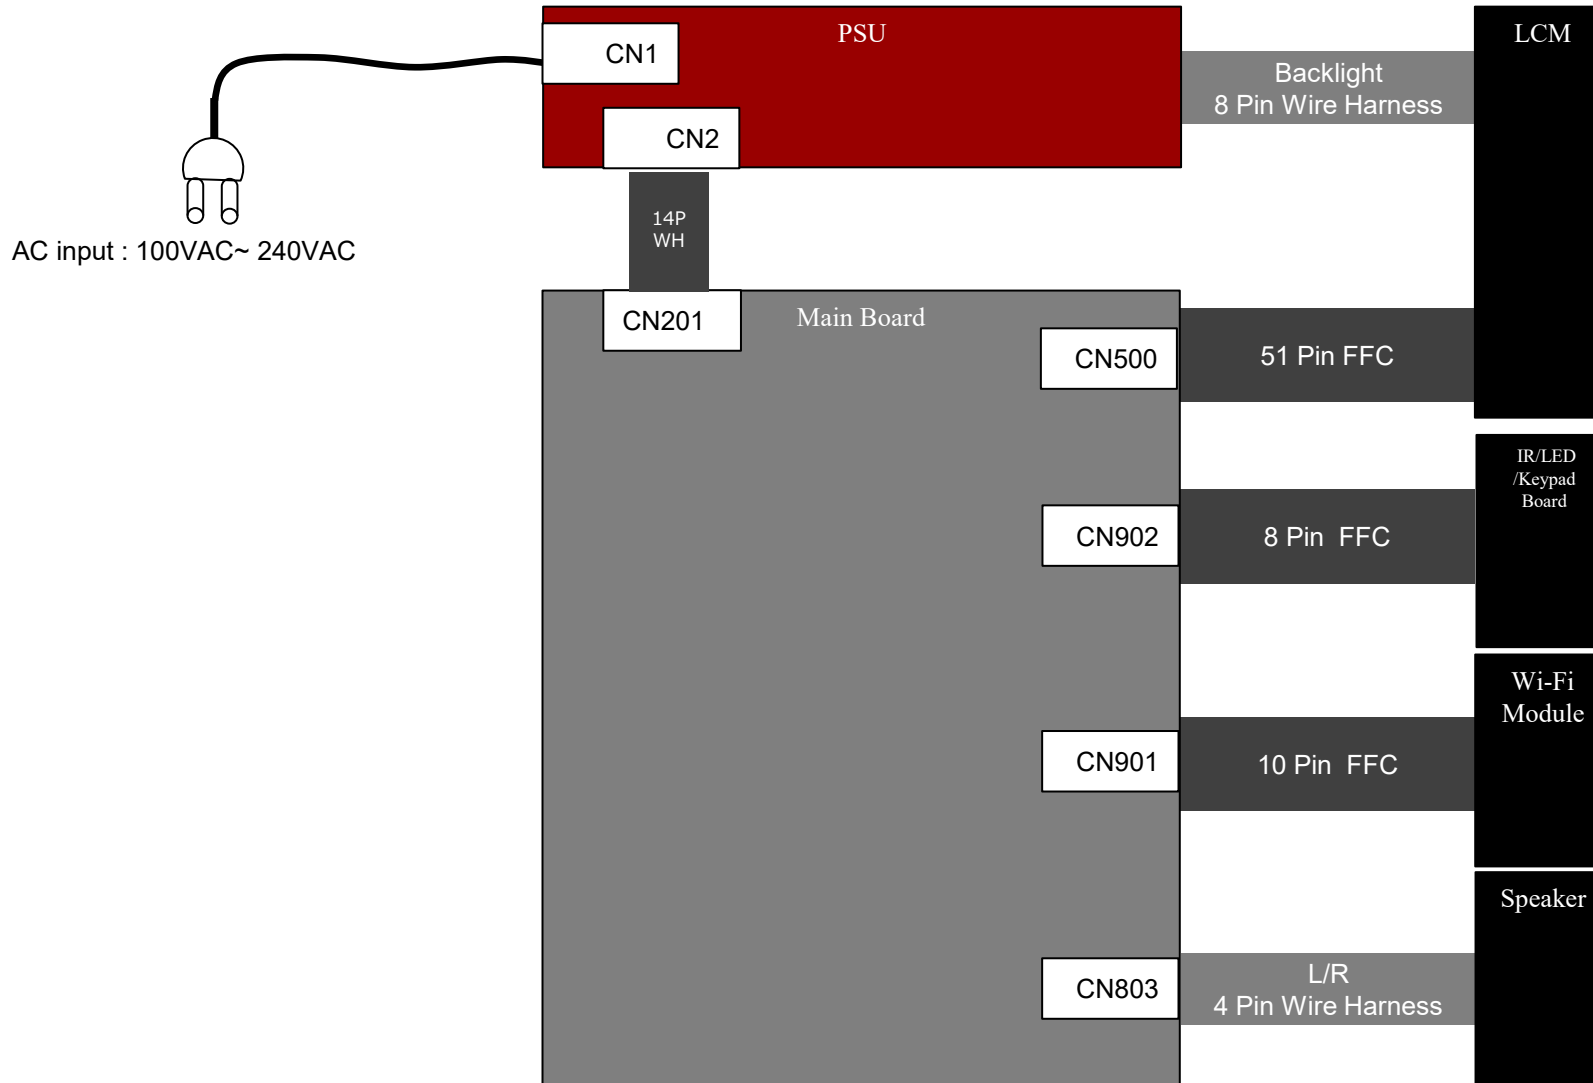 PSU
LCM
CN1
Backlight
8 Pin Wire Harness
CN2
14P
WH
AC input : 100VAC~ 240VAC
CN201
Main Board
CN500
51 Pin FFC
IR/LED
/Keypad
Board
CN902
8 Pin  FFC
Wi-Fi
Module
CN901
10 Pin  FFC
Speaker
CN803
L/R
4 Pin Wire Harness